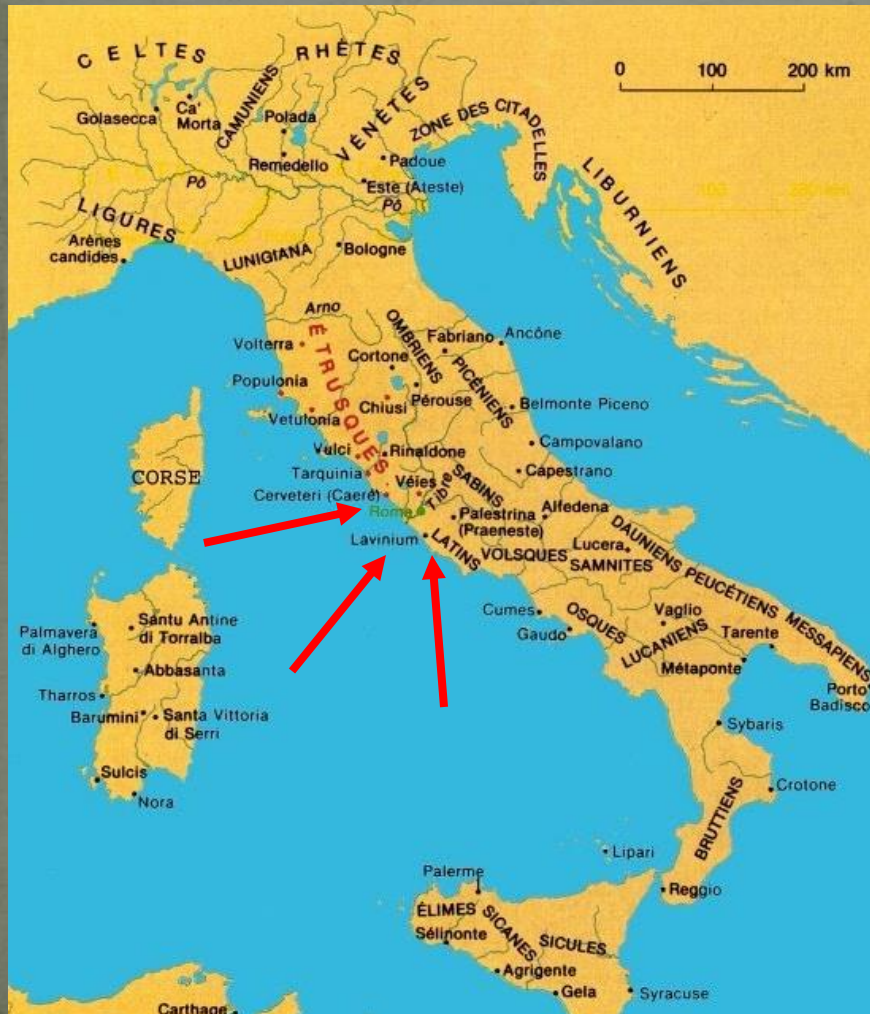 CELTES
RHÈTES
0 100 200 km
Golasecca
Ca'
Morta
CAMUNIENS
Polada
Remedello
VÉNÈTES
ZONE DES CITADELLES
Padoue
Este (Ateste)
Pô
Pô
LIBURNIENS
LIGURES
Arènes
candides
LUNIGIANA
Bologne
Arno
ÉTRUSQUES
OMBRIENS
Fabriano
Ancône
PICÉNIENS
Volterra
Cortone
Populonia
Chiusi
Pérouse
Vetulonia
Belmonte Piceno
Campovalano
Vulci
Rinaldone
Capestrano
CORSE
Tarquinia
Véies
SABINS
Cerveteri (Caeré)
Tibre
Rome
Palestrina
(Praeneste)
Alfedena
Lavinium
LATINS
VOLSQUES
Lucera
SAMNITES
DAUNIENS
PEUCÉTIENS
MESSAPIENS
Cumes
Gaudo
OSQUES
Vaglio
LUCANIENS
Tarente
Métaponte
Porto
Badisco
Palmavera
di Alghero
Santu Antine
di Torralba
Abbasanta
Tharros
Barumini
Santa Vittoria
di Serri
Sulcis
Nora
Sybaris
Crotone
BRUTTIENS
Lipari
Reggio
Palerme
ÉLIMES
Sélinonte
SICANES
SICULES
Agrigente
Gela
Syracuse
Carthage